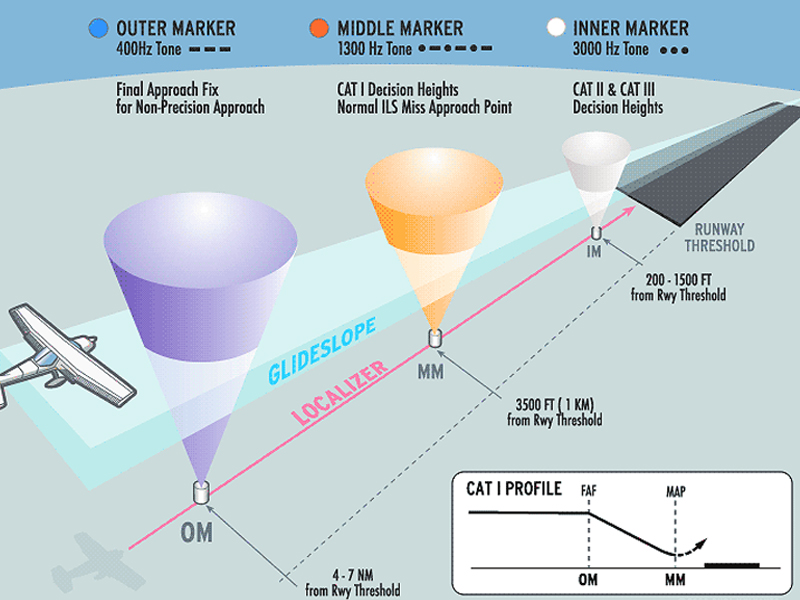 OUTER MARKER
400Hz Tone
MIDDLE MARKER
1300 Hz Tone
INNER MARKER
3000 Hz Tone
Final Approach Fix
for Non-Precision Approach
CAT I Decision Heights
Normal ILS Miss Approach Point
CAT II & CAT III
Decision Heights
RUNWAY
THRESHOLD
IM
200 - 1500 FT
from Rwy Threshold
GLIDESLOPE
LOCALIZER
MM
3500 FT ( 1 KM)
from Rwy Threshold
OM
4 - 7 NM
from Rwy Threshold
CAT I PROFILE
FAF
MAP
OM
MM